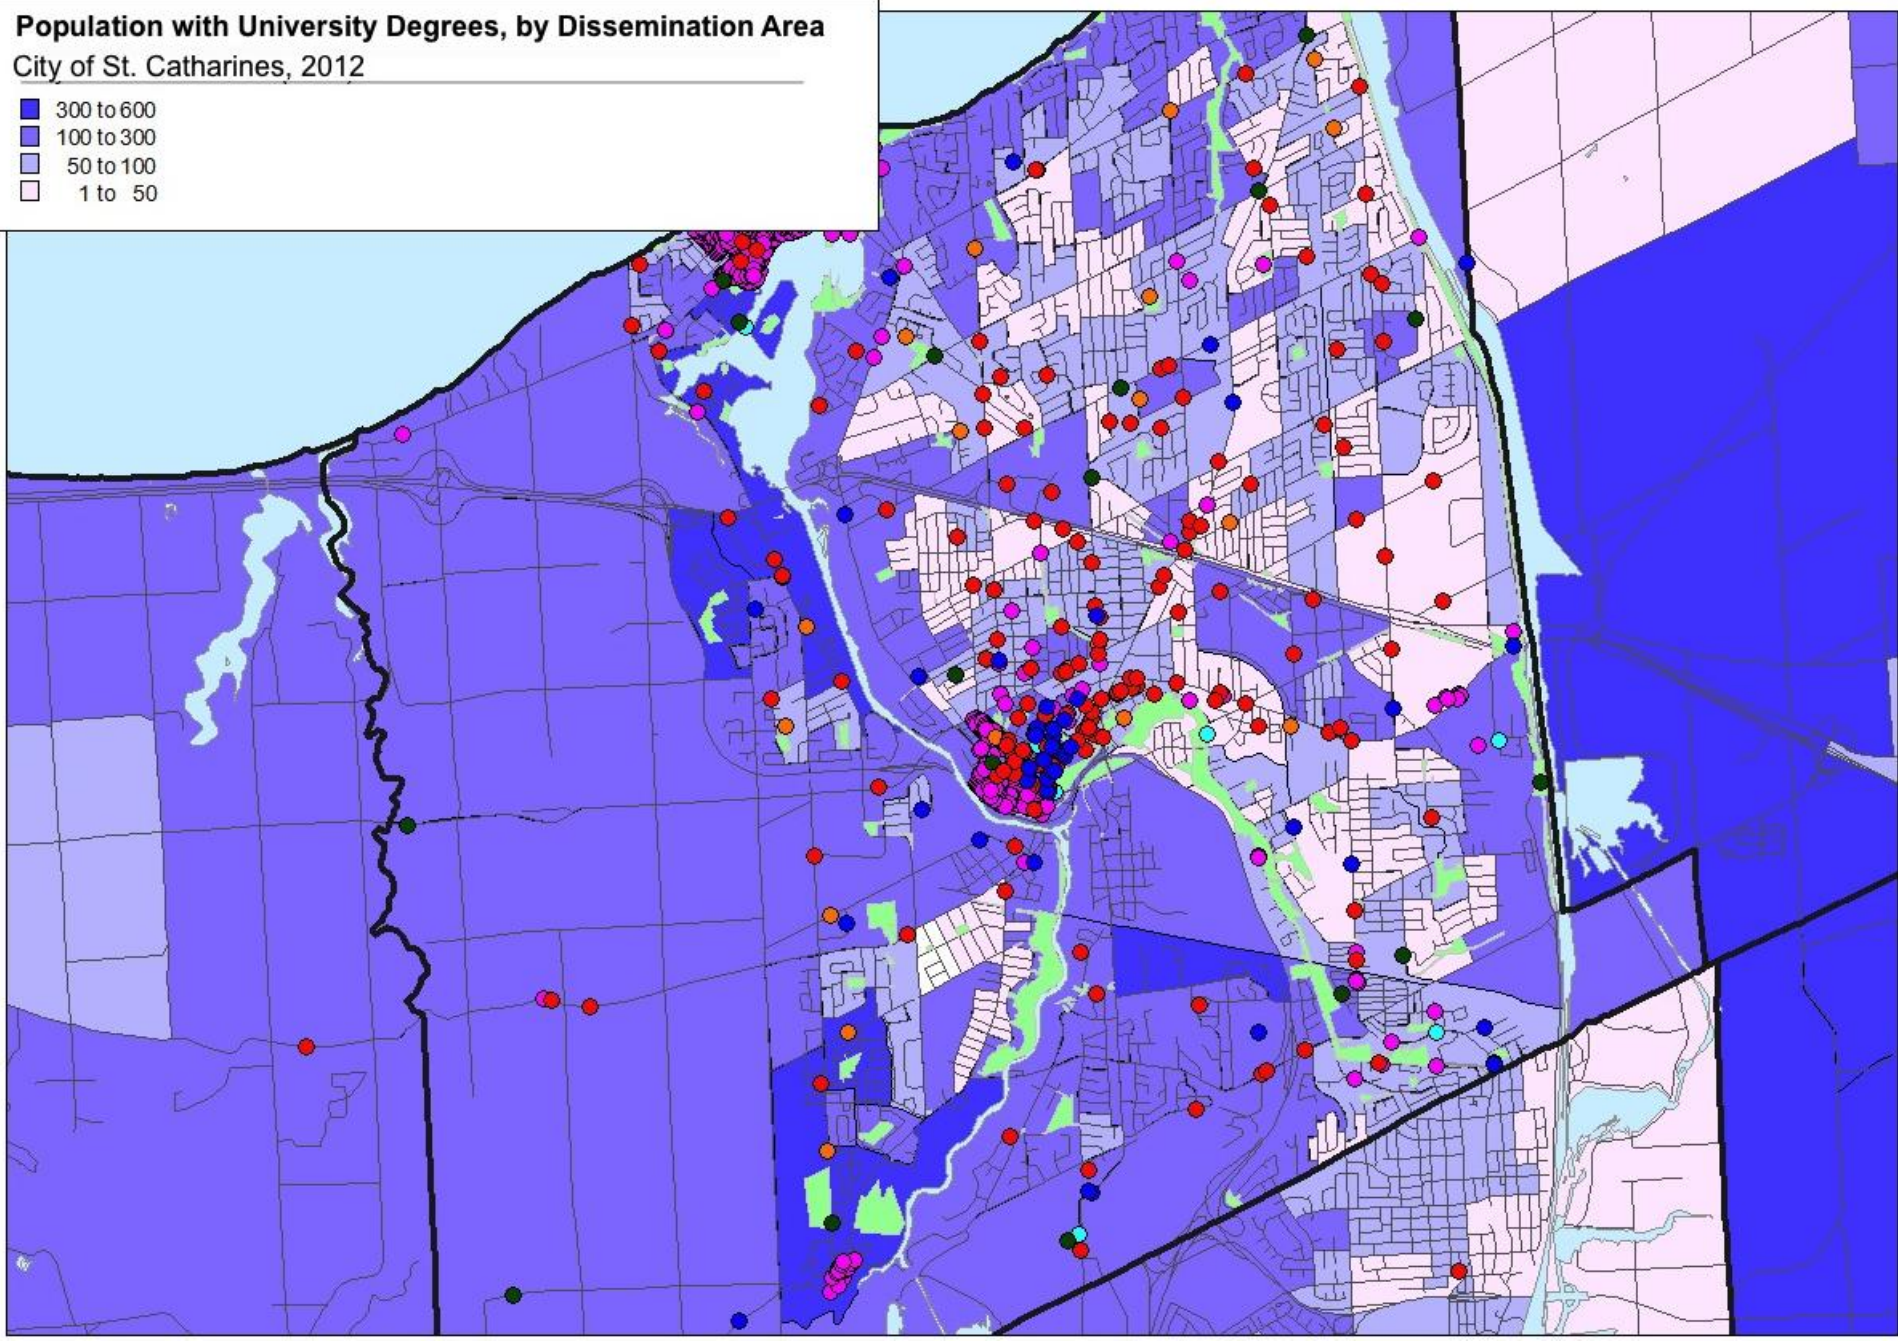 Population with University Degrees, by Dissemination Area
City of St. Catharines, 2012
300 to 600
100 to 300
50 to 100
1 to 50